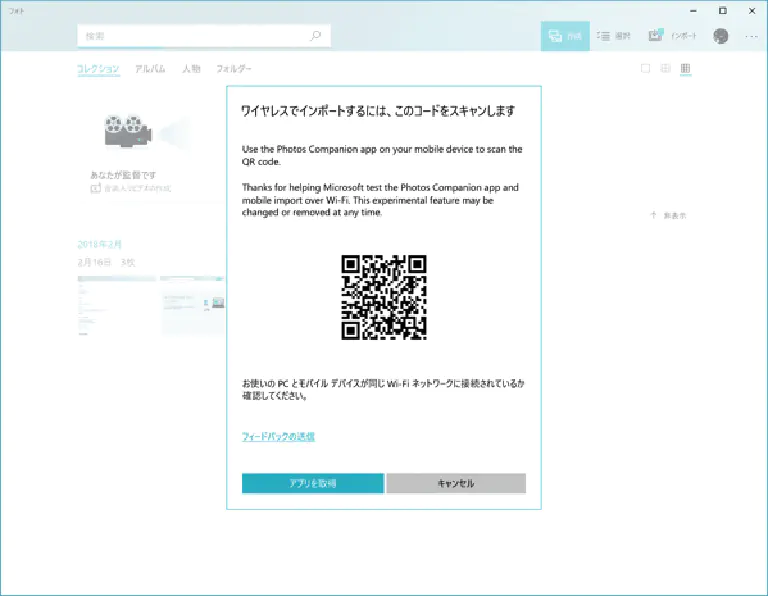 フォト
検索
作成
選択
インポート
コレクション
アルバム
人物
フォルダー
ワイヤレスでインポートするには、このコードをスキャンします
Use the Photos Companion app on your mobile device to scan the
QR code.
Thanks for helping Microsoft test the Photos Companion app and
mobile import over Wi-Fi. This experimental feature may be
changed or removed at any time.
あなたが監督です
非表示
2018年2月
2月16日 3枚
お使いの PC とモバイル デバイスが同じ Wi-Fi ネットワークに接続されているか
確認してください。
フィードバックの送信
アプリを取得
キャンセル